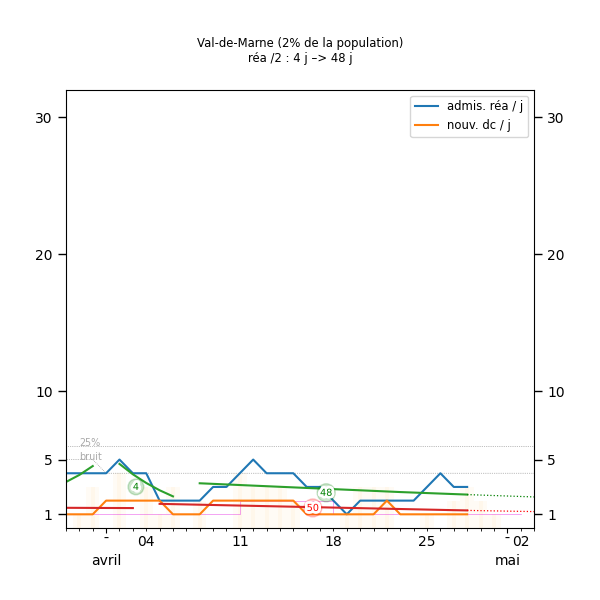 Val-de-Marne (2% de la population)
réa /2 : 4 j –> 48 j
admis. réa / j
nouv. dc / j
30
30
20
20
10
10
25%
bruit
5
5
4
48
50
1
1
04
11
18
25
02
avril
mai